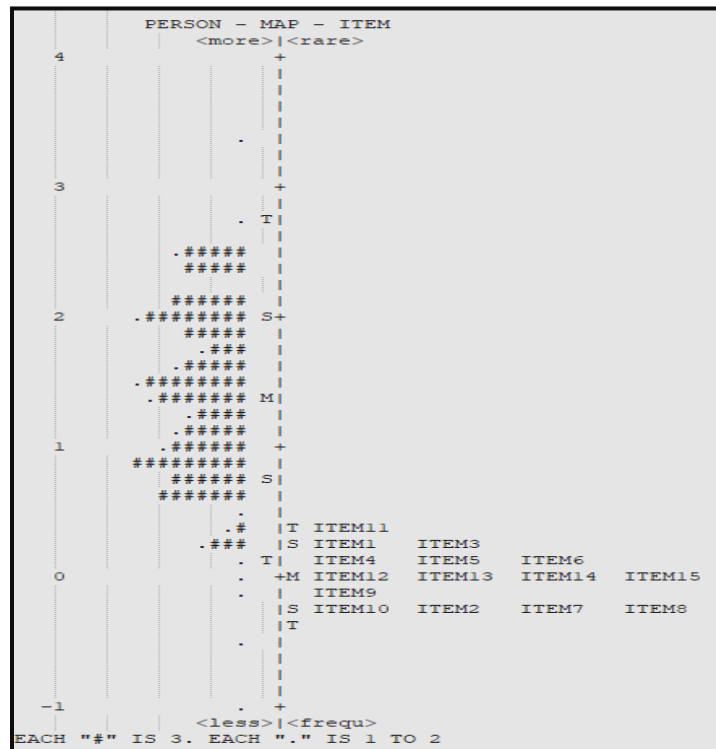 PERSON - MAP - ITEM
<more>|<rare>
4 +
|
|
|
|
|
. |
|
|
|
3 +
|
. T|
|
.##### |
##### |
|
###### |
2 .######## S+
##### |
.### |
.##### |
.######## |
.####### M|
.#### |
.##### |
1 .###### +
######### |
###### S|
####### |
. |
.# |T ITEM11
.### |S ITEM1 ITEM3
. T| ITEM4 ITEM5 ITEM6
0 . +M ITEM12 ITEM13 ITEM14 ITEM15
. | ITEM9
|S ITEM10 ITEM2 ITEM7 ITEM8
|T
. |
|
|
|
-1 . +
<less>|<frequ>
EACH "#" IS 3. EACH "." IS 1 TO 2